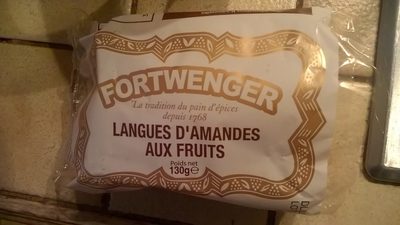 FORTWENGER
La tradition du pain d'épices
depuis 1768
LANGUES D'AMANDES
AUX FRUITS
Poids net
130g℮